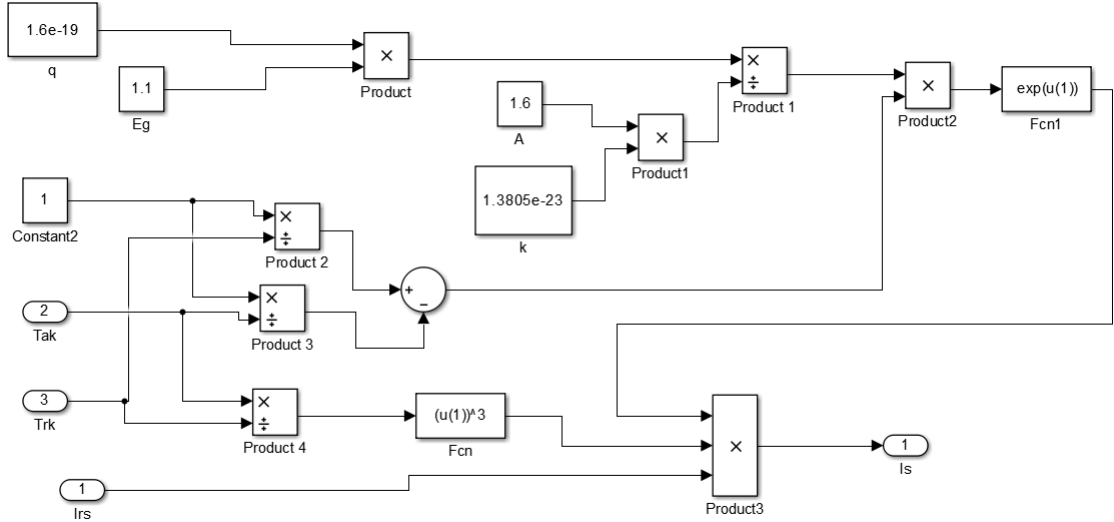 1.6e-19
q
×
Product
1.1
Eg
×
÷
Product 1
1.6
A
×
Product1
1.3805e-23
k
×
Product2
exp(u(1))
Fcn1
1
Constant2
×
÷
Product 2
+
−
2
Tak
×
÷
Product 3
3
Trk
×
÷
Product 4
(u(1))^3
Fcn
×
Product3
1
Is
1
Irs